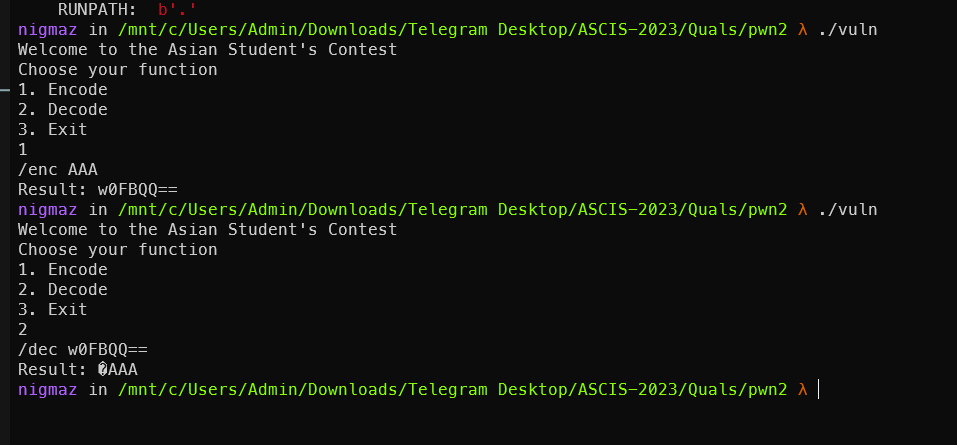 RUNPATH:  b'.'
nigmaz in /mnt/c/Users/Admin/Downloads/Telegram Desktop/ASCIS-2023/Quals/pwn2 λ ./vuln
Welcome to the Asian Student's Contest
Choose your function
1. Encode
2. Decode
3. Exit
1
/enc AAA
Result: w0FBQQ==
nigmaz in /mnt/c/Users/Admin/Downloads/Telegram Desktop/ASCIS-2023/Quals/pwn2 λ ./vuln
Welcome to the Asian Student's Contest
Choose your function
1. Encode
2. Decode
3. Exit
2
/dec w0FBQQ==
Result: �AAA
nigmaz in /mnt/c/Users/Admin/Downloads/Telegram Desktop/ASCIS-2023/Quals/pwn2 λ